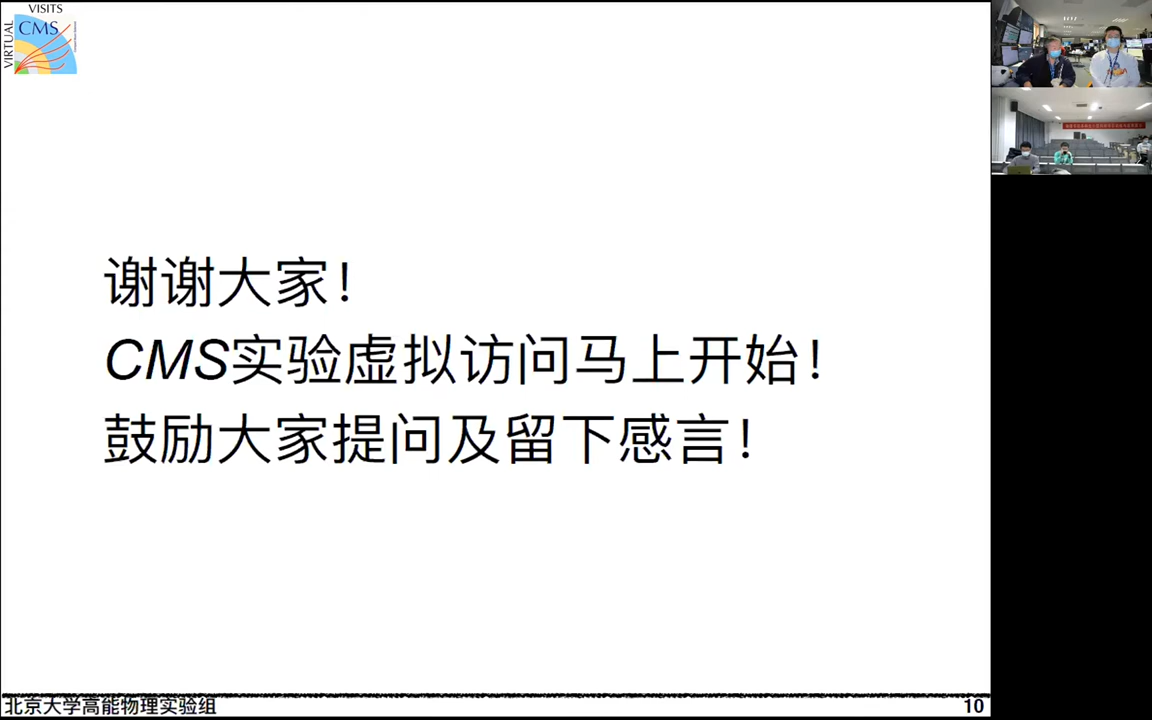 VISITS
CMS
VIRTUAL
谢谢大家！
CMS实验虚拟访问马上开始！
鼓励大家提问及留下感言！
北京大学高能物理实验组
10